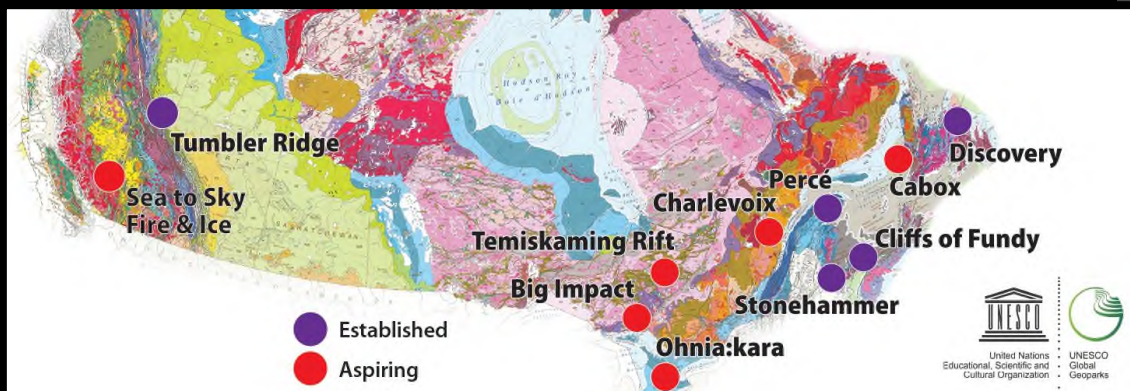 Hudson Bay
Baie d'Hudson
Tumbler Ridge
Discovery
Percé
Cabox
Sea to Sky
Fire & Ice
Charlevoix
Temiskaming Rift
Cliffs of Fundy
Big Impact
Stonehammer
Ohnia:kara
Established
Aspiring
UNESCO
United Nations
Educational, Scientific and
Cultural Organization
UNESCO
Global
Geoparks